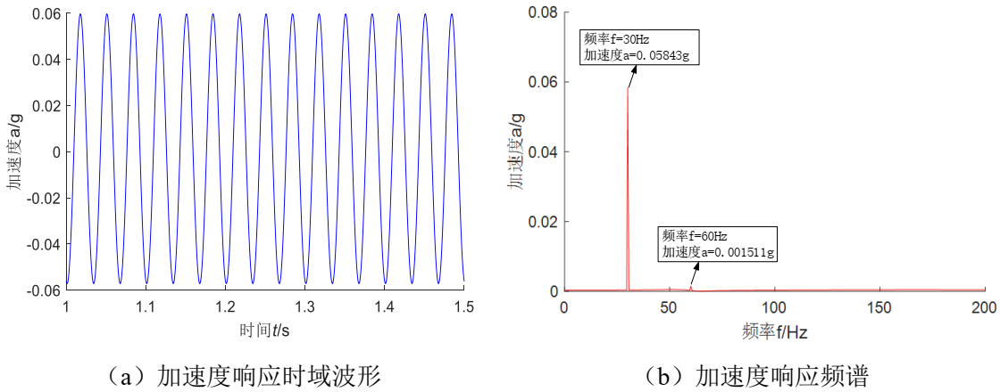 0.06
0.04
0.02
0
-0.02
-0.04
-0.06
加速度a/g
1
1.1
1.2
1.3
1.4
1.5
时间t/s
（a）加速度响应时域波形
0.08
0.06
0.04
0.02
0
加速度a/g
频率f=30Hz
加速度a=0.05843g
频率f=60Hz
加速度a=0.001511g
0
50
100
150
200
频率f/Hz
（b）加速度响应频谱